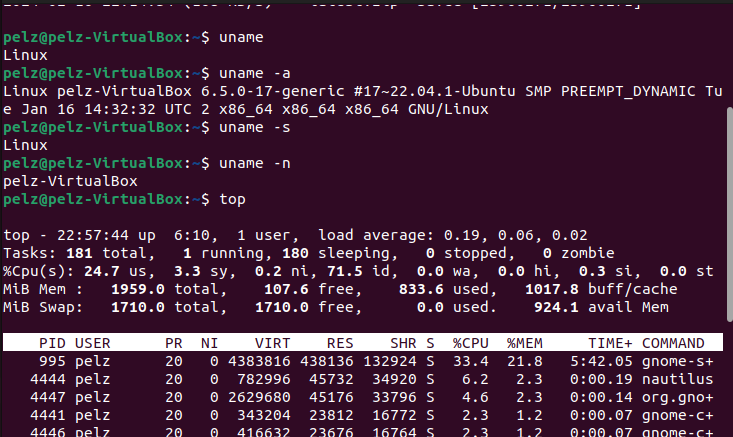 pelz@pelz-VirtualBox:~$ uname
Linux
pelz@pelz-VirtualBox:~$ uname -a
Linux pelz-VirtualBox 6.5.0-17-generic #17~22.04.1-Ubuntu SMP PREEMPT_DYNAMIC Tu
e Jan 16 14:32:32 UTC 2 x86_64 x86_64 x86_64 GNU/Linux
pelz@pelz-VirtualBox:~$ uname -s
Linux
pelz@pelz-VirtualBox:~$ uname -n
pelz-VirtualBox
pelz@pelz-VirtualBox:~$ top
top - 22:57:44 up  6:10,  1 user,  load average: 0.19, 0.06, 0.02
Tasks: 181 total,   1 running, 180 sleeping,   0 stopped,   0 zombie
%Cpu(s): 24.7 us,  3.3 sy,  0.2 ni, 71.5 id,  0.0 wa,  0.0 hi,  0.3 si,  0.0 st
MiB Mem :   1959.0 total,    107.6 free,    833.6 used,   1017.8 buff/cache
MiB Swap:   1710.0 total,   1710.0 free,      0.0 used.    924.1 avail Mem
PID USER      PR  NI    VIRT    RES    SHR S  %CPU  %MEM     TIME+ COMMAND
995 pelz      20   0 4383816 438136 132924 S  33.4  21.8   5:42.05 gnome-s+
4444 pelz      20   0  782996  45732  34920 S   6.2   2.3   0:00.19 nautilus
4447 pelz      20   0 2629680  45176  33796 S   4.6   2.3   0:00.14 org.gno+
4441 pelz      20   0  343204  23812  16772 S   2.3   1.2   0:00.07 gnome-c+
4446 pelz      20   0  416632  23676  16764 S   2.3   1.2   0:00.07 gnome-c+